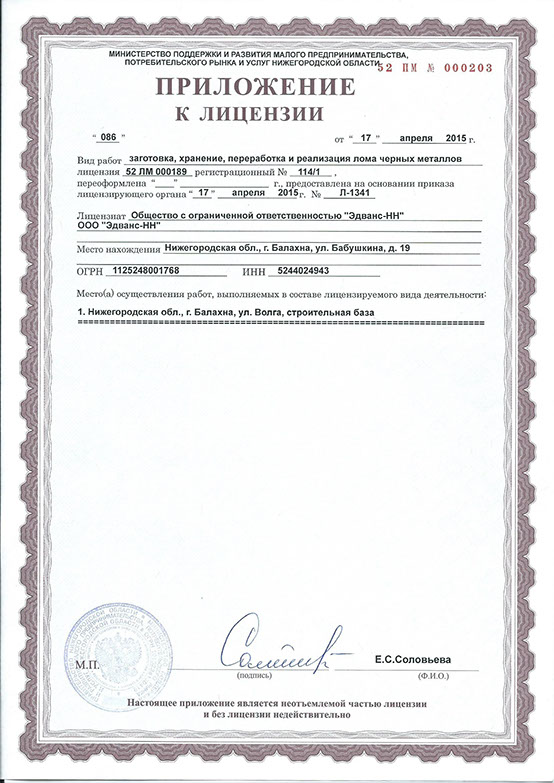 МИНИСТЕРСТВО ПОДДЕРЖКИ И РАЗВИТИЯ МАЛОГО ПРЕДПРИНИМАТЕЛЬСТВА,
ПОТРЕБИТЕЛЬСКОГО РЫНКА И УСЛУГ НИЖЕГОРОДСКОЙ ОБЛАСТИ
52 ПМ № 000203
ПРИЛОЖЕНИЕ
К ЛИЦЕНЗИИ
" 086 " от " 17 " апреля 2015 г.
Вид работ заготовка, хранение, переработка и реализация лома черных металлов
лицензия 52 ЛМ 000189 регистрационный № 114/1 ,
переоформлена "___" г., предоставлена на основании приказа
лицензирующего органа " 17 " апреля 2015 г. № Л-1341
Лицензиат Общество с ограниченной ответственностью "Эдванс-НН"
ООО "Эдванс-НН"
Место нахождения Нижегородская обл., г. Балахна, ул. Бабушкина, д. 19
ОГРН 1125248001768 ИНН 5244024943
Место(а) осуществления работ, выполняемых в составе лицензируемого вида деятельности:
1. Нижегородская обл., г. Балахна, ул. Волга, строительная база
М.П. Е.С.Соловьева
(подпись) (Ф.И.О.)
Настоящее приложение является неотъемлемой частью лицензии
и без лицензии недействительно